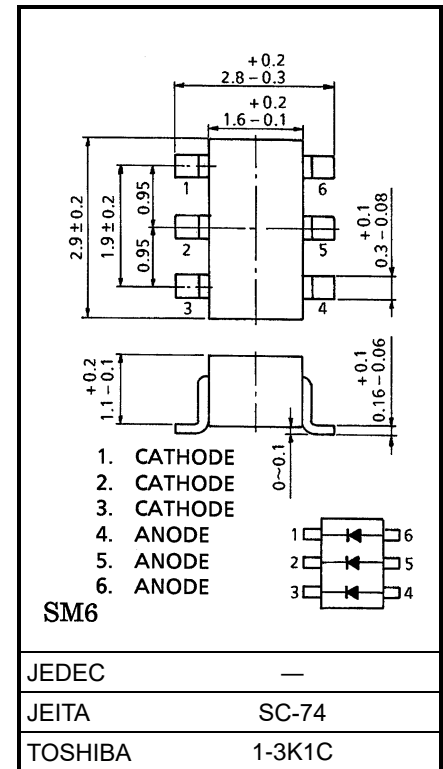 +0.2
2.8 – 0.3
+0.2
1.6 – 0.1
1
6
2
5
3
4
2.9 ± 0.2
1.9 ± 0.2
0.95
0.95
+0.1
0.3 – 0.08
+0.2
1.1 – 0.1
+0.1
0.16 – 0.06
0~0.1
1. CATHODE
2. CATHODE
3. CATHODE
4. ANODE
5. ANODE
6. ANODE
1
6
2
5
3
4
SM6
JEDEC —
JEITA SC-74
TOSHIBA 1-3K1C